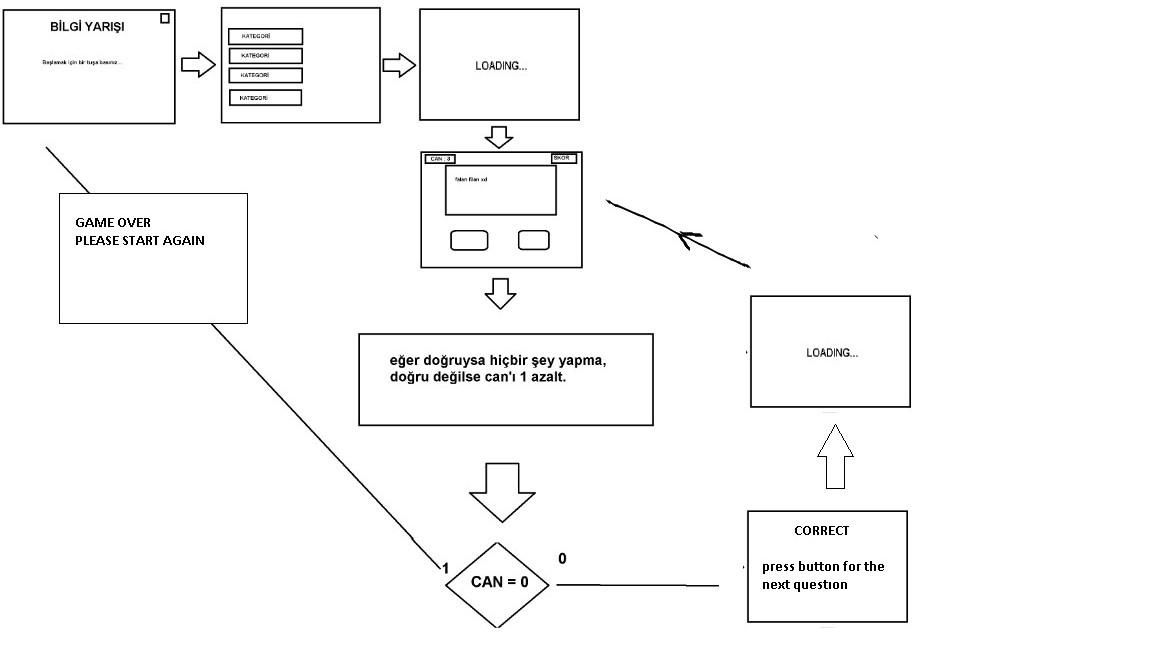 BİLGİ YARIŞI
Başlamak için bir tuşa basınız...
KATEGORİ
KATEGORİ
KATEGORİ
KATEGORİ
LOADING...
CAN : 3
SKOR
falan filan xd
GAME OVER
PLEASE START AGAIN
eğer doğruysa hiçbir şey yapma,
doğru değilse can'ı 1 azalt.
LOADING...
CORRECT
press button for the
next question
1
CAN = 0
0